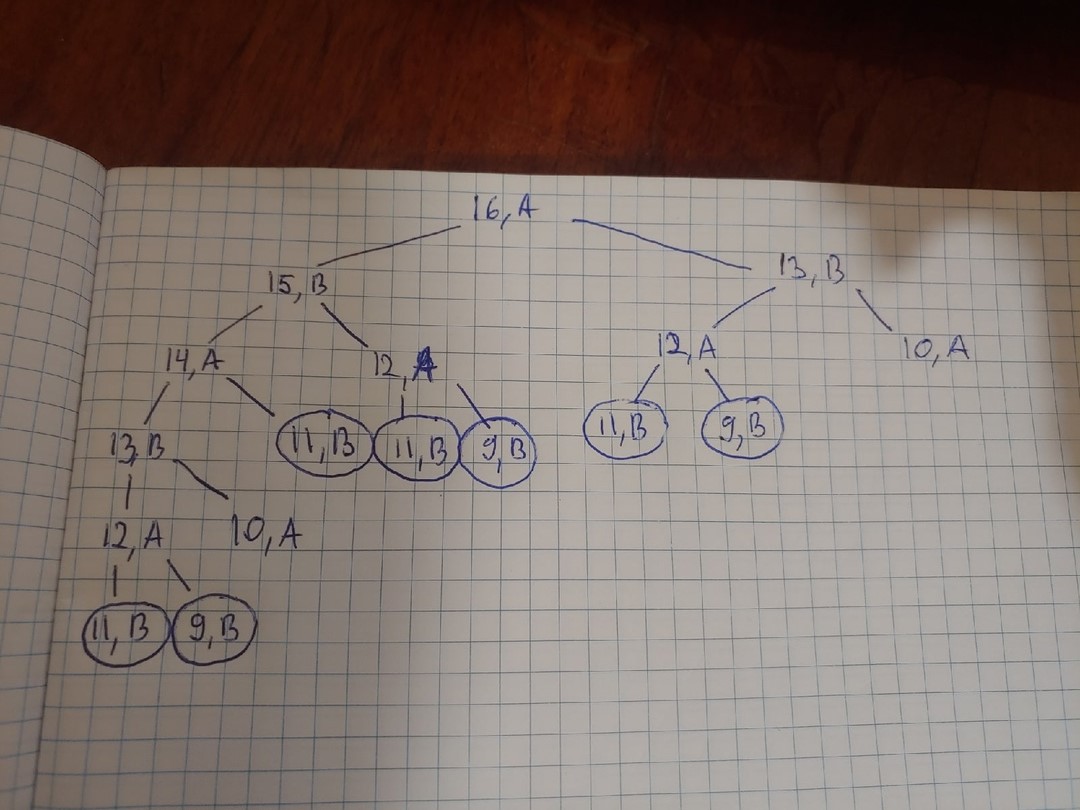 16, A
15, B 13, B
14, A 12, A 12, A 10, A
13, B 11, B 11, B 9, B 11, B 9, B
12, A 10, A
11, B 9, B